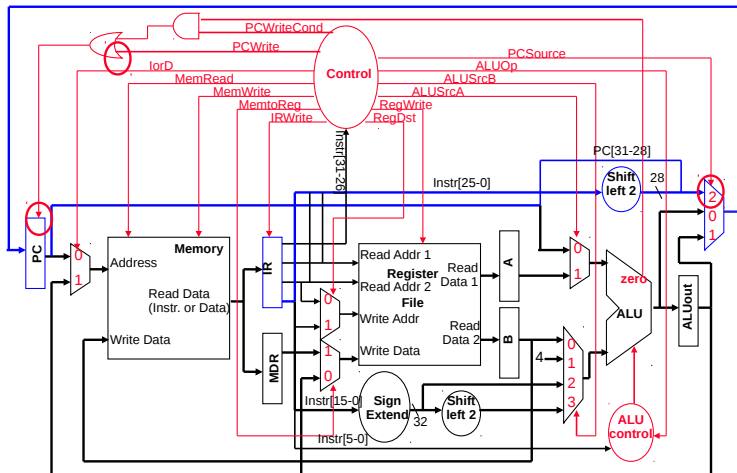 PCWriteCond
PCWrite
PCSource
IorD
ALUOp
MemRead
Control
ALUSrcB
MemWrite
ALUSrcA
MemtoReg
RegWrite
IRWrite
RegDst
Instr[31-26]
PC[31-28]
Instr[25-0]
Shift
left 2
28
2
0
1
PC
0
1
Memory
Address
Read Data
(Instr. or Data)
Write Data
IR
MDR
Read Addr 1
Register
Read Addr 2
File
Write Addr
Write Data
Read
Data 1
Read
Data 2
0
1
1
0
A
B
0
1
4
0
1
2
3
zero
ALU
ALUout
Instr[15-0]
Sign
Extend
32
Shift
left 2
Instr[5-0]
ALU
control